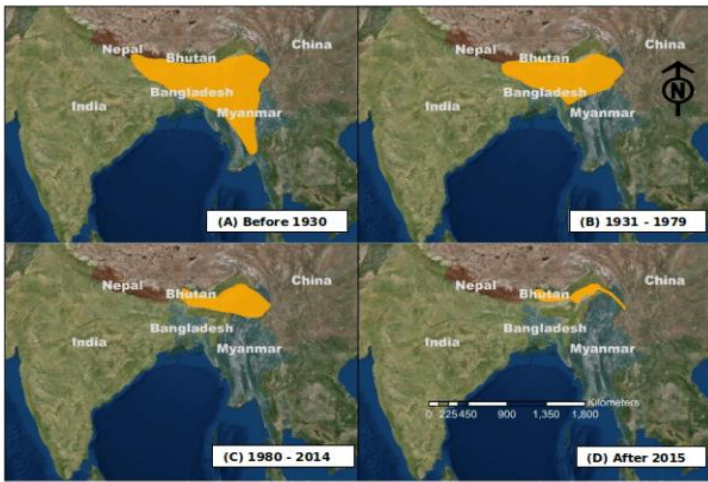 Nepal
Bhutan
China
India
Bangladesh
Myanmar
(A) Before 1930
Nepal
Bhutan
China
India
Bangladesh
Myanmar
N
(B) 1931 - 1979
Nepal
Bhutan
China
India
Bangladesh
Myanmar
(C) 1980 - 2014
Nepal
Bhutan
China
India
Bangladesh
Myanmar
Kilometers
0 225 450 900 1,350 1,800
(D) After 2015